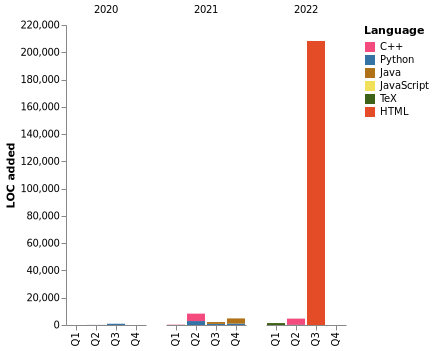 2020 2021 2022
220,000
200,000
180,000
160,000
140,000
120,000
100,000
80,000
60,000
40,000
20,000
0
LOC added
Q1 Q2 Q3 Q4 Q1 Q2 Q3 Q4 Q1 Q2 Q3 Q4
Language
C++
Python
Java
JavaScript
TeX
HTML